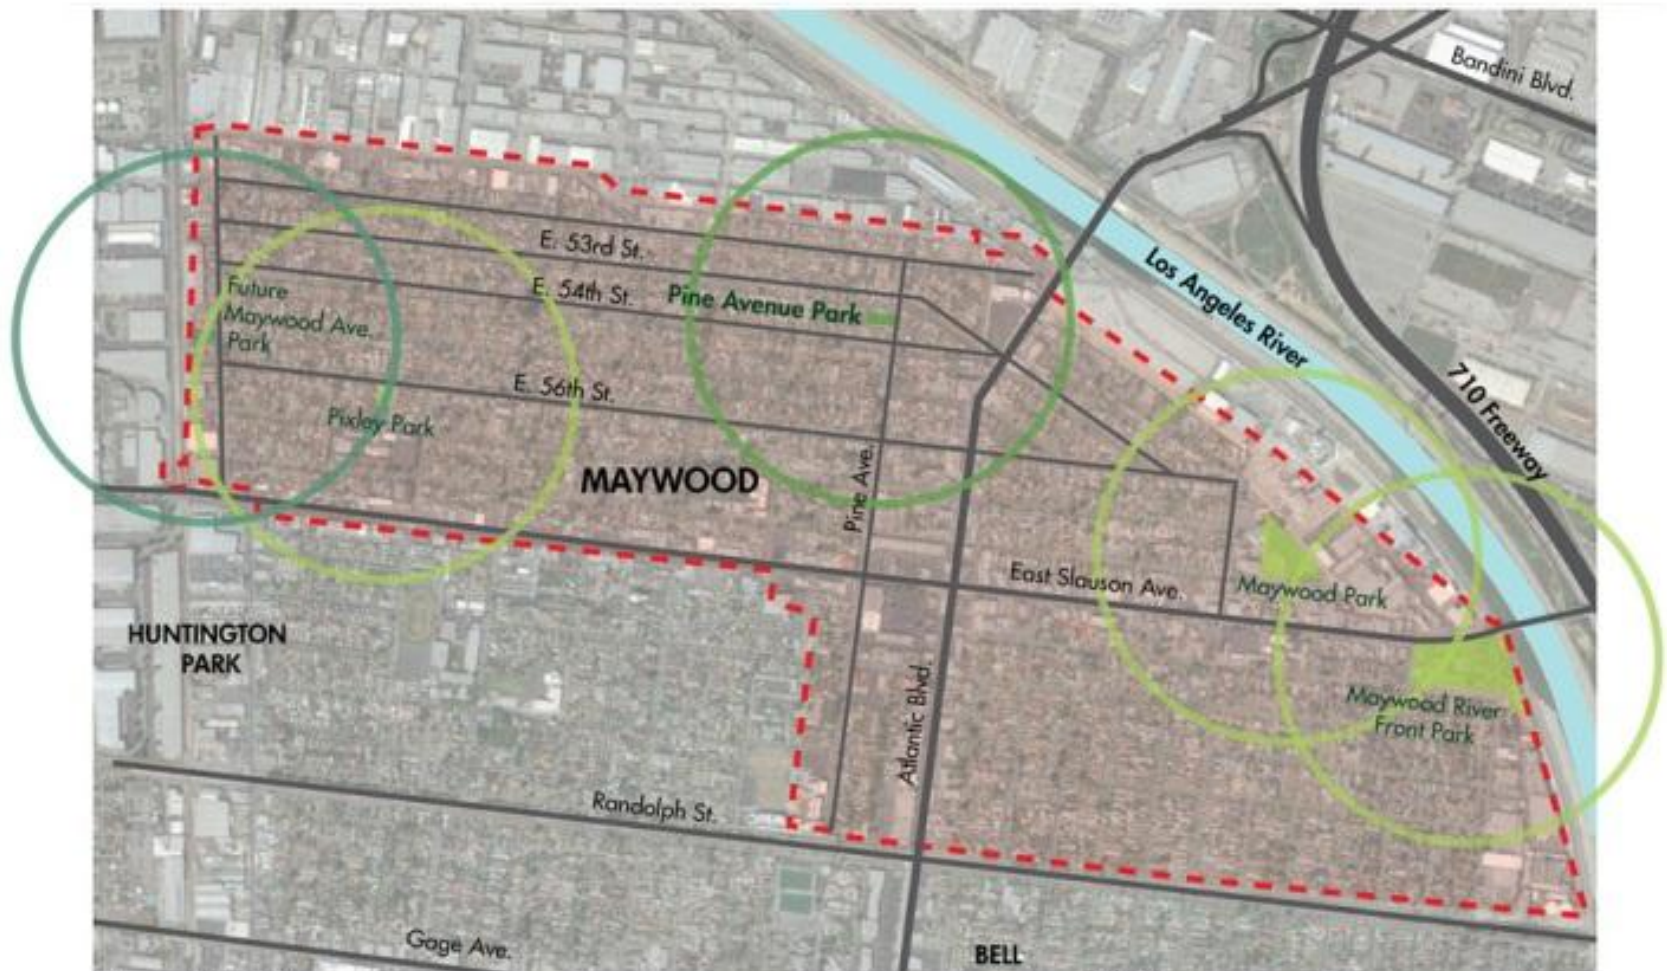 Bandini Blvd.
E. 53rd St.
Los Angeles River
Future
Maywood Ave.
Park
E. 54th St.
Pine Avenue Park
710 Freeway
E. 56th St.
Pixley Park
MAYWOOD
Pine Ave.
East Slauson Ave.
Maywood Park
HUNTINGTON
PARK
Atlantic Blvd.
Maywood River
Front Park
Randolph St.
Gage Ave.
BELL